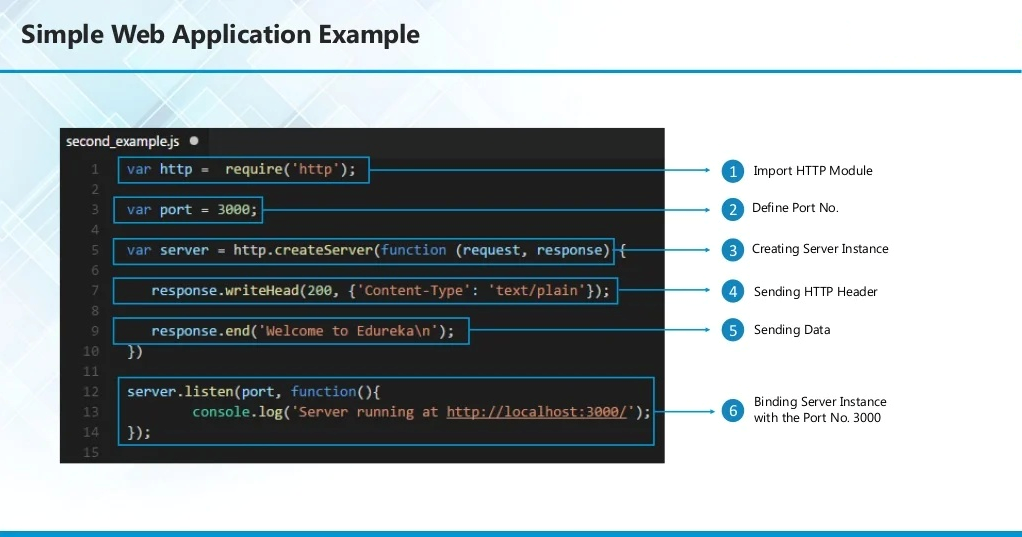 Simple Web Application Example
second_example.js
1 var http =  require('http');
2
3 var port = 3000;
4
5 var server = http.createServer(function (request, response) {
6
7 response.writeHead(200, {'Content-Type': 'text/plain'});
8
9 response.end('Welcome to Edureka\n');
10 })
11
12 server.listen(port, function(){
13 console.log('Server running at http://localhost:3000/');
14 });
15
1 Import HTTP Module
2 Define Port No.
3 Creating Server Instance
4 Sending HTTP Header
5 Sending Data
6 Binding Server Instance
with the Port No. 3000